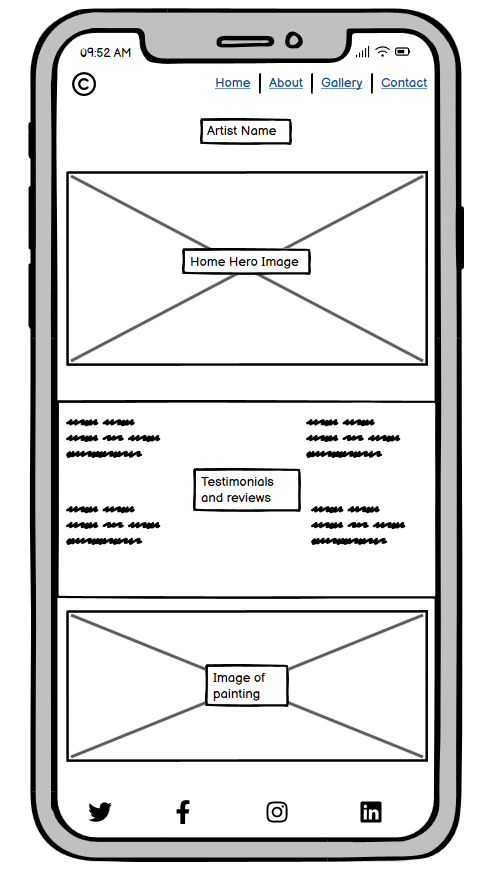 09:52 AM
© Home | About | Gallery | Contact
Artist Name
Home Hero Image
Testimonials
and reviews
Image of
painting